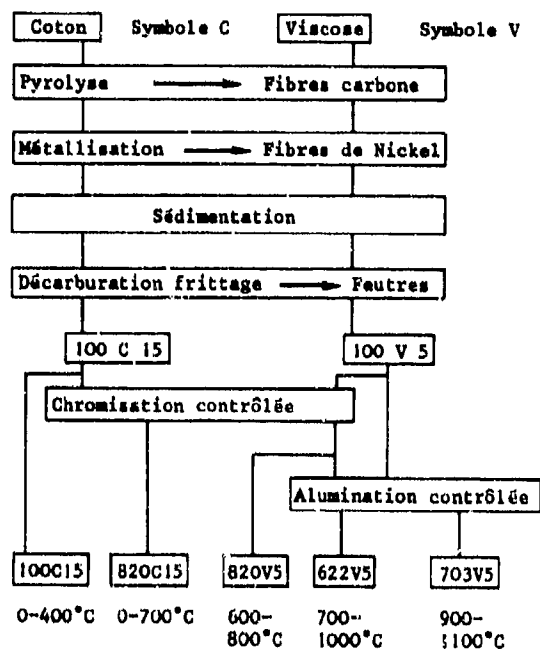 Coton Symbole C Viscose Symbole V
Pyrolyse → Fibres carbone
Métallisation → Fibres de Nickel
Sédimentation
Décarburation frittage → Feutres
100 C 15 100 V 5
Chromisation contrôlée
Alumination contrôlée
100C15 820C15 820V5 622V5 703V5
0-400°C 0-700°C 600- 700- 900-
800°C 1000°C 1100°C